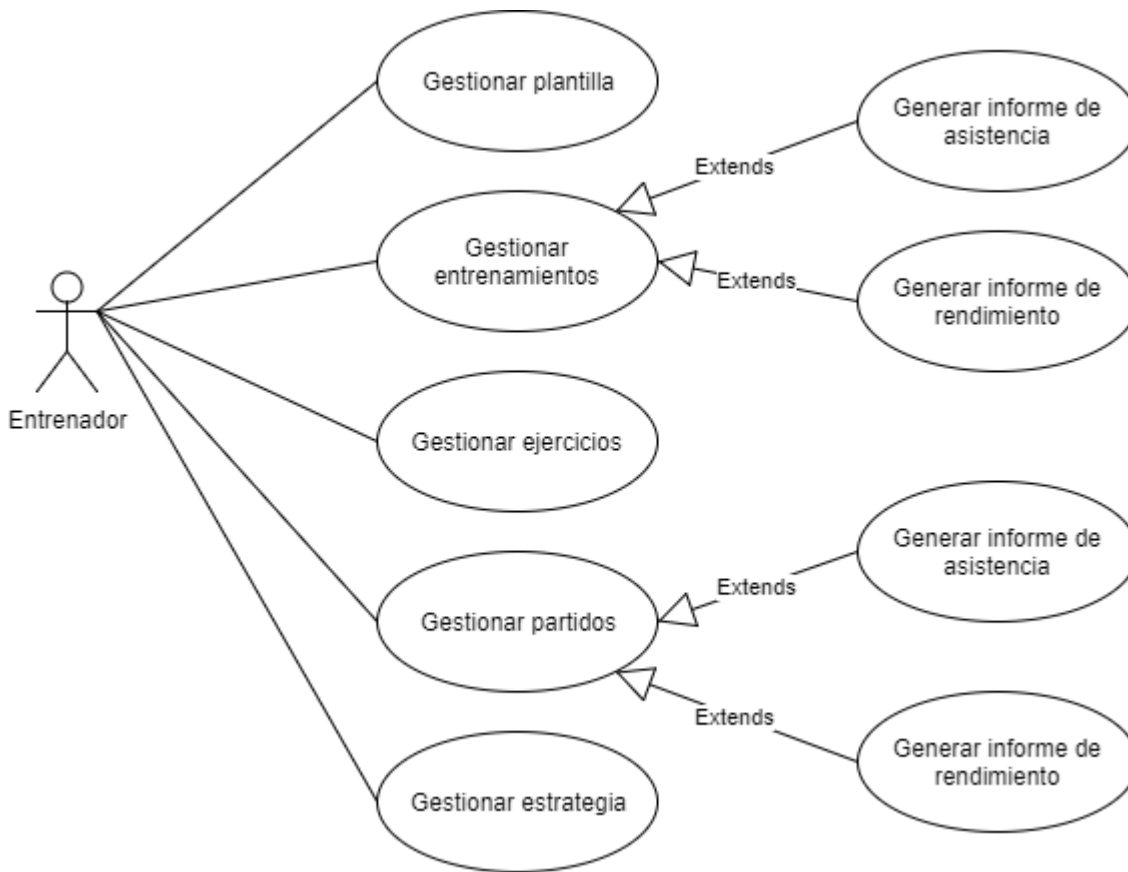 Gestionar plantilla
Generar informe de
asistencia
Extends
Gestionar
entrenamientos
Extends
Generar informe de
rendimiento
Entrenador
Gestionar ejercicios
Generar informe de
asistencia
Extends
Gestionar partidos
Extends
Generar informe de
rendimiento
Gestionar estrategia